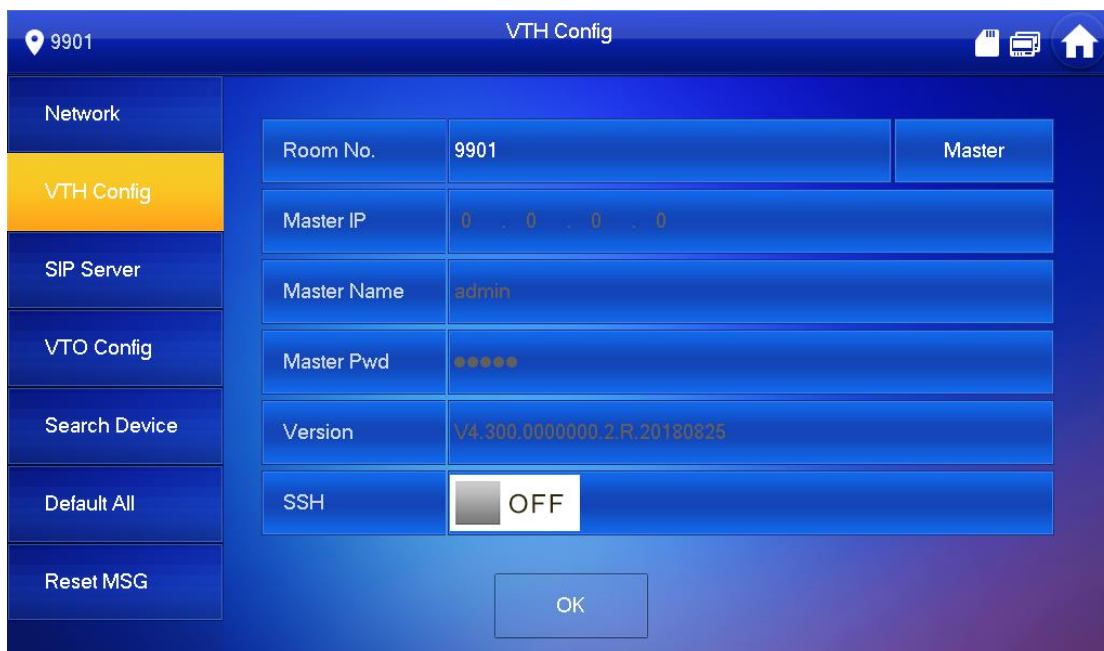 9901
VTH Config
Network
VTH Config
SIP Server
VTO Config
Search Device
Default All
Reset MSG
Room No. 9901 Master
Master IP 0 . 0 . 0 . 0
Master Name admin
Master Pwd ●●●●●
Version V4.300.0000000.2.R.20180825
SSH OFF
OK